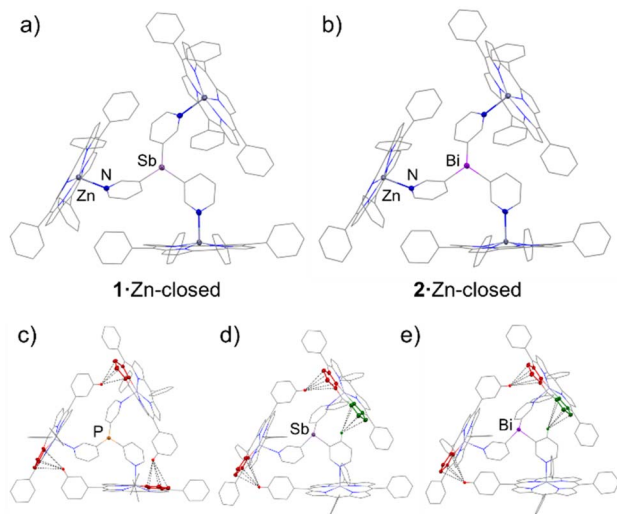 a) b)
N Sb N Bi
Zn Zn
1·Zn-closed 2·Zn-closed
c) d) e)
P Sb Bi